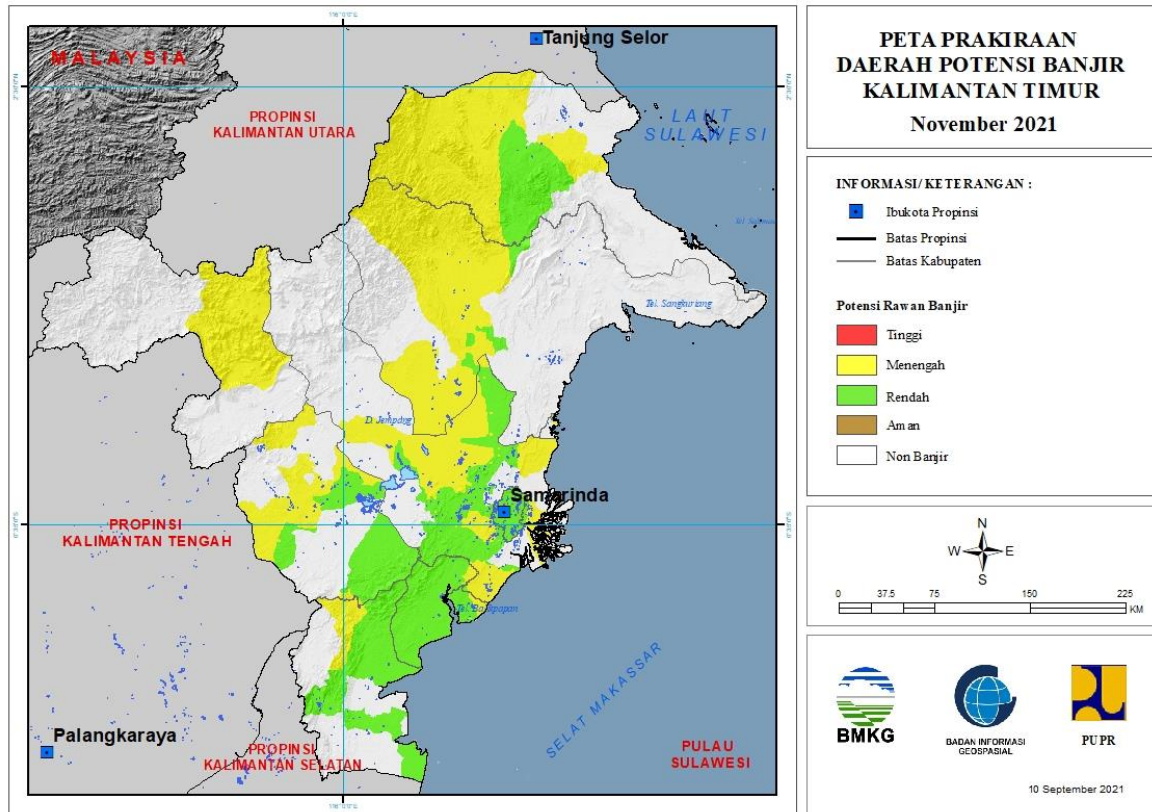 Tanjung Selor
MALAYSIA
PROPINSI
KALIMANTAN UTARA
LAUT
SULAWESI
Tel. Sangkuriang
D. Jempang
Samarinda
PROPINSI
KALIMANTAN TENGAH
SELAT MAKASSAR
Palangkaraya
PROPINSI
KALIMANTAN SELATAN
PULAU
SULAWESI
PETA PRAKIRAAN
DAERAH POTENSI BANJIR
KALIMANTAN TIMUR
November 2021
INFORMASI/ KETERANGAN :
Ibukota Propinsi
Batas Propinsi
Batas Kabupaten
Potensi Rawan Banjir
Tinggi
Menengah
Rendah
Aman
Non Banjir
N
W E
S
0 37.5 75 150 225
KM
BMKG
BADAN INFORMASI
GEOSPASIAL
PUPR
10 September 2021